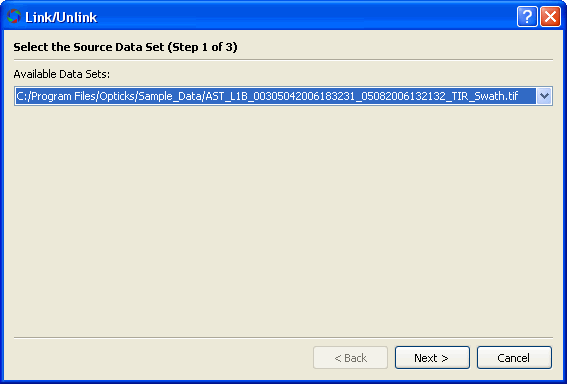 Link/Unlink
Select the Source Data Set (Step 1 of 3)
Available Data Sets:
C:/Program Files/Opticks/Sample_Data/AST_L1B_00305042006183231_05082006132132_TIR_Swath.tif
< Back Next > Cancel